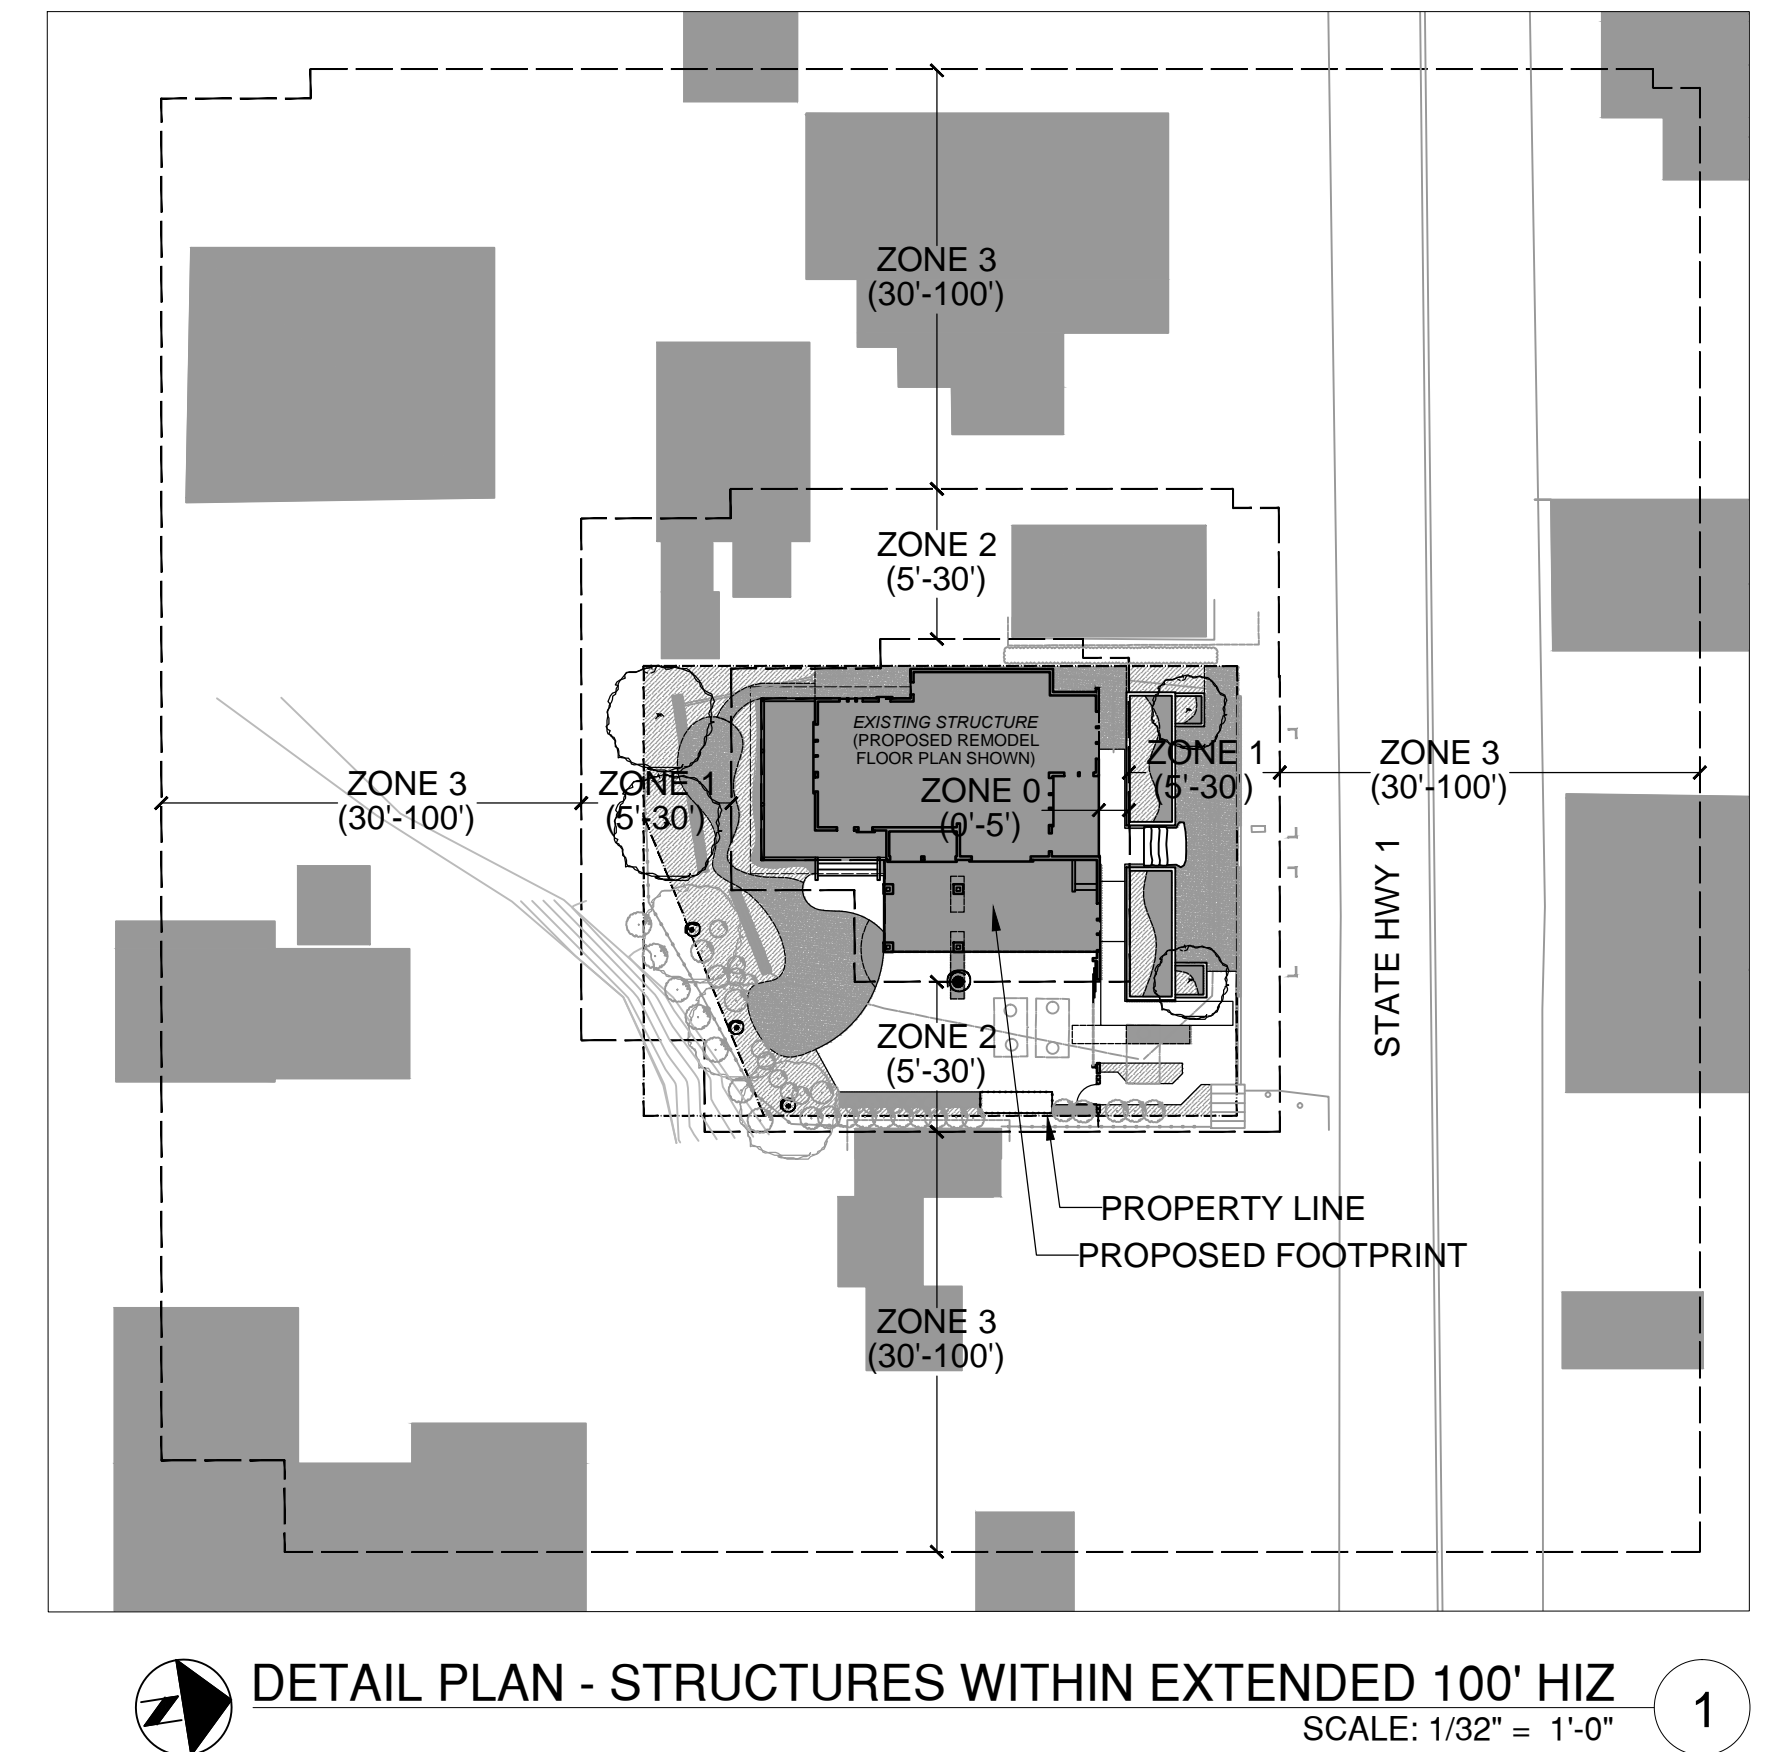 ZONE 3
(30'-100')
ZONE 2
(5'-30')
EXISTING STRUCTURE
(PROPOSED REMODEL
FLOOR PLAN SHOWN)
ZONE 3
(30'-100')
ZONE 1
(5'-30')
ZONE 0
(0'-5')
ZONE 1
(5'-30')
ZONE 3
(30'-100')
STATE HWY 1
ZONE 2
(5'-30')
PROPERTY LINE
PROPOSED FOOTPRINT
ZONE 3
(30'-100')
Z
DETAIL PLAN - STRUCTURES WITHIN EXTENDED 100' HIZ
1
SCALE: 1/32" = 1'-0"